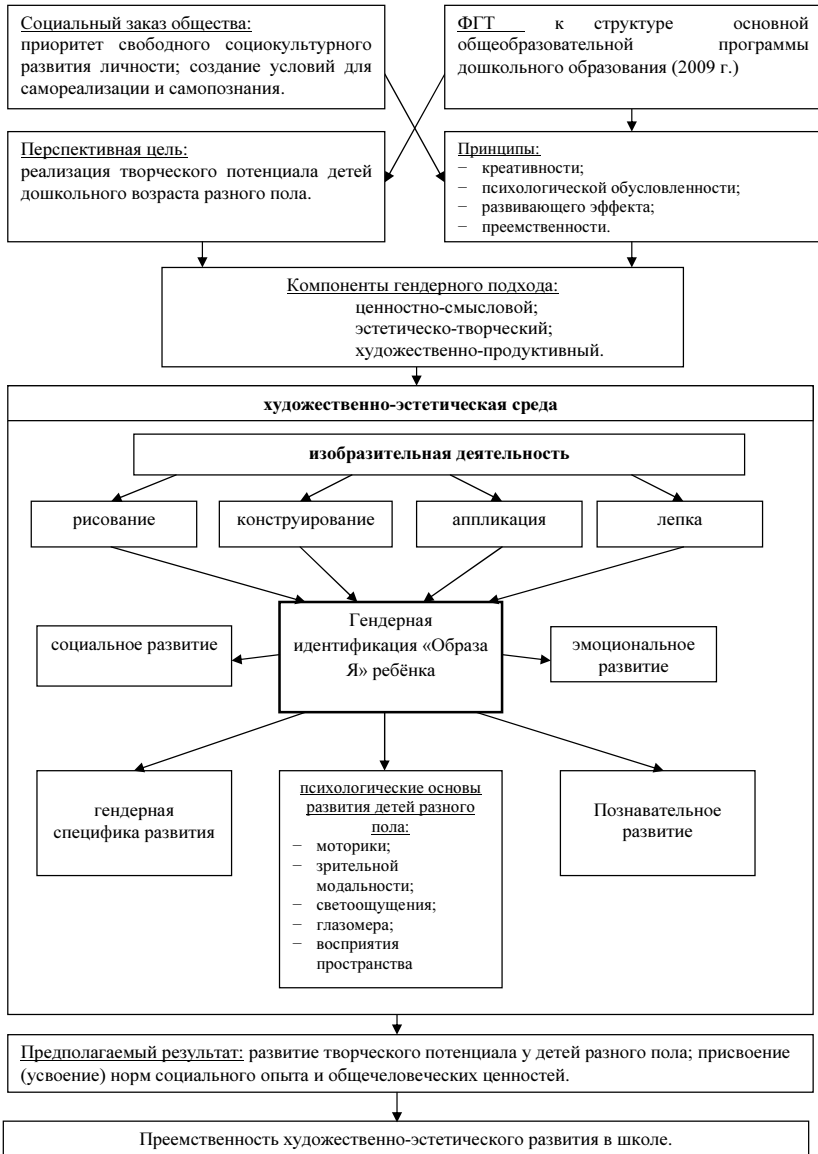 Социальный заказ общества:
приоритет свободного социокультурного
развития личности; создание условий для
самореализации и самопознания.
ФГТ к структуре основной
общеобразовательной программы
дошкольного образования (2009 г.)
Перспективная цель:
реализация творческого потенциала детей
дошкольного возраста разного пола.
Принципы:
− креативности;
− психологической обусловленности;
− развивающего эффекта;
− преемственности.
Компоненты гендерного подхода:
ценностно-смысловой;
эстетическо-творческий;
художественно-продуктивный.
художественно-эстетическая среда
изобразительная деятельность
рисование
конструирование
аппликация
лепка
Гендерная
идентификация «Образа
Я» ребёнка
социальное развитие
эмоциональное
развитие
гендерная
специфика развития
психологические основы
развития детей разного
пола:
− моторики;
− зрительной
модальности;
− светоощущения;
− глазомера;
− восприятия
пространства
Познавательное
развитие
Предполагаемый результат: развитие творческого потенциала у детей разного пола; присвоение
(усвоение) норм социального опыта и общечеловеческих ценностей.
Преемственность художественно-эстетического развития в школе.